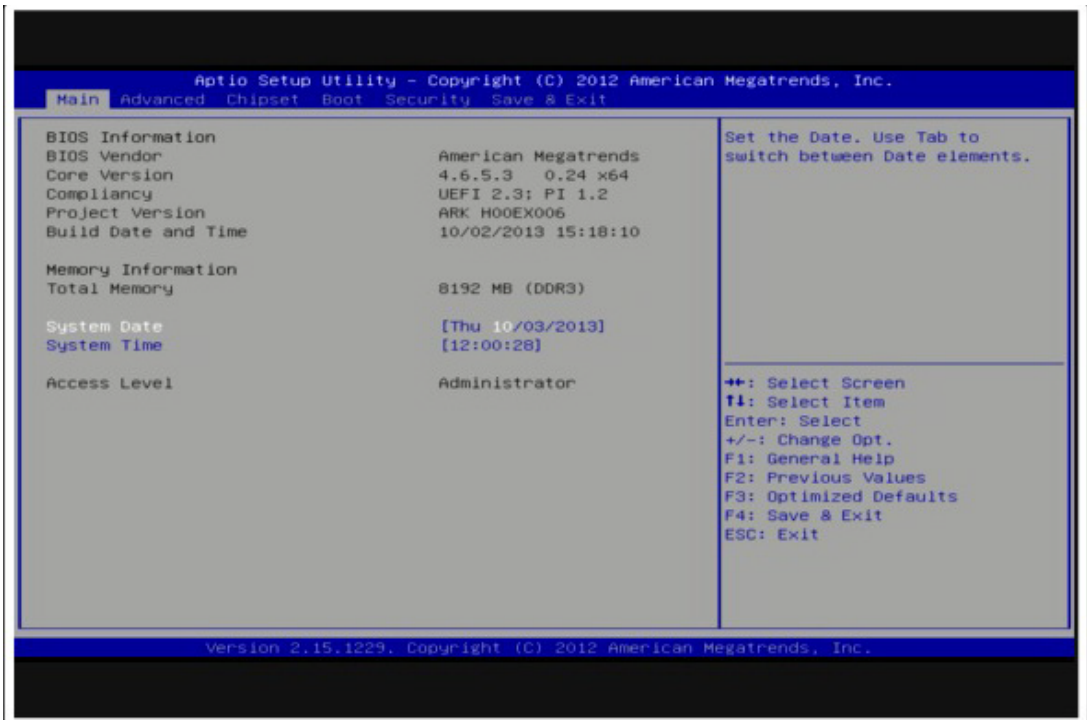 Aptio Setup Utility – Copyright (C) 2012 American Megatrends, Inc.
Main Advanced Chipset Boot Security Save & Exit
BIOS Information
BIOS Vendor American Megatrends
Core Version 4.6.5.3 0.24 x64
Compliancy UEFI 2.3; PI 1.2
Project Version ARK H00EX006
Build Date and Time 10/02/2013 15:18:10
Memory Information
Total Memory 8192 MB (DDR3)
System Date [Thu 10/03/2013]
System Time [12:00:28]
Access Level Administrator
Set the Date. Use Tab to
switch between Date elements.
→←: Select Screen
↑↓: Select Item
Enter: Select
+/-: Change Opt.
F1: General Help
F2: Previous Values
F3: Optimized Defaults
F4: Save & Exit
ESC: Exit
Version 2.15.1229. Copyright (C) 2012 American Megatrends, Inc.